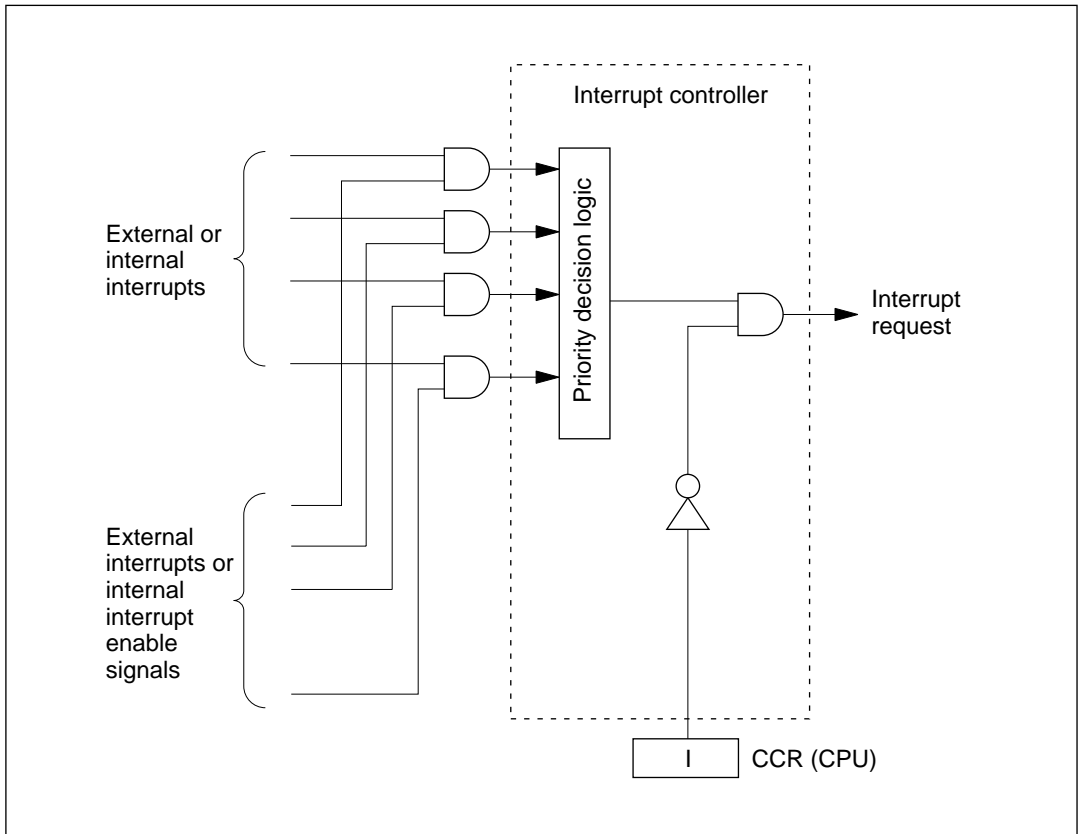 Interrupt controller
External or
internal
interrupts
Priority decision logic
Interrupt
request
External
interrupts or
internal
interrupt
enable
signals
I
CCR (CPU)